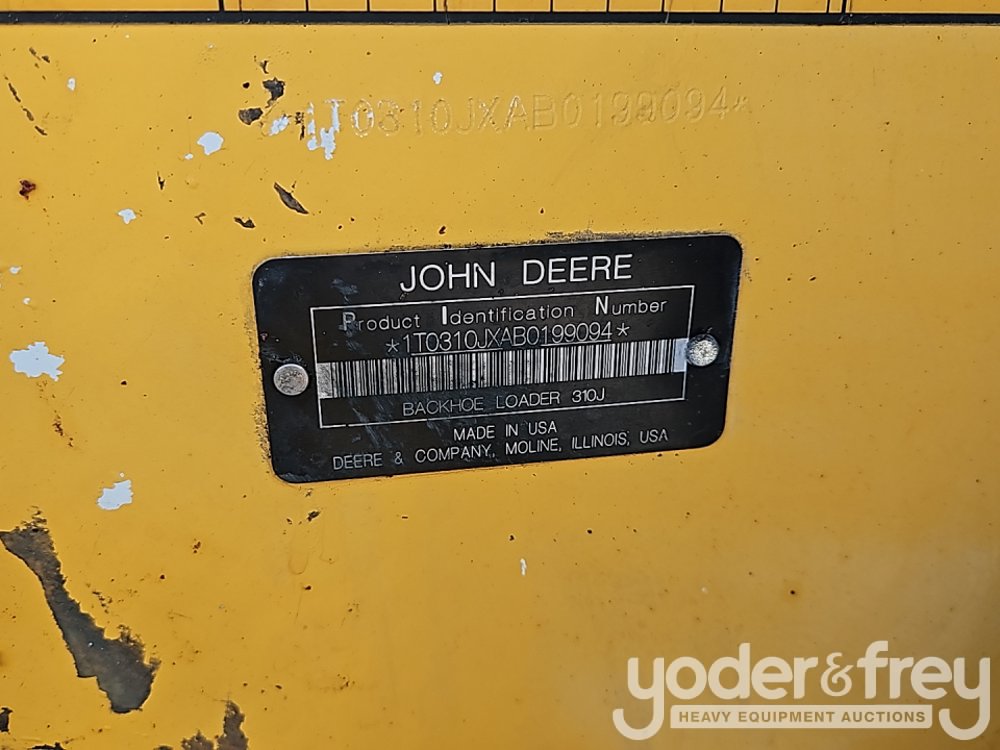 1T0310JXAB0199094*
JOHN DEERE
Product Identification Number
*1T0310JXAB0199094*
BACKHOE LOADER 310J
MADE IN USA
DEERE & COMPANY, MOLINE, ILLINOIS, USA
yoder&frey
HEAVY EQUIPMENT AUCTIONS